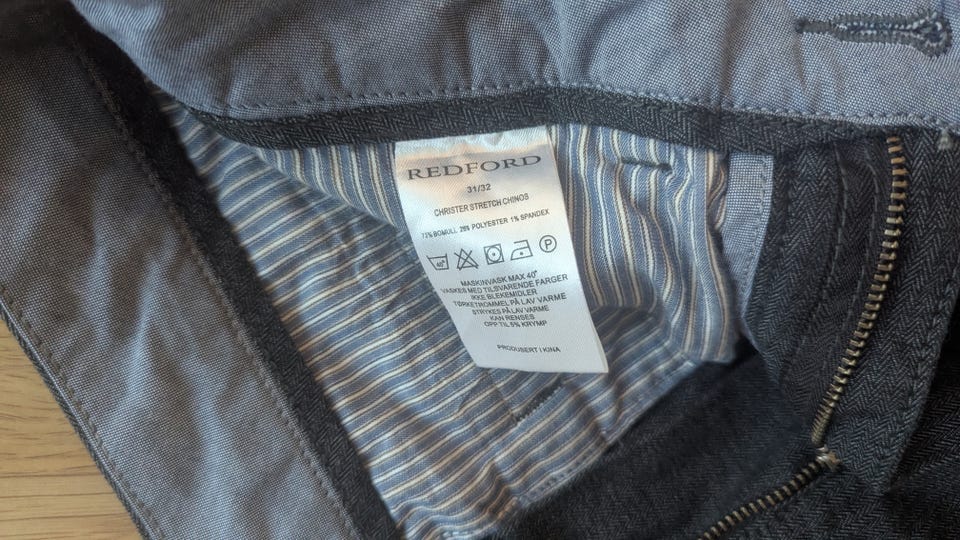 REDFORD
31/32
CHRISTER STRETCH CHINOS
73% BOMULL 26% POLYESTER 1% SPANDEX
40°
P
MASKINVASK MAX 40°
VASKES MED TILSVARENDE FARGER
IKKE BLEKEMIDLER
TØRKETROMMEL PÅ LAV VARME
STRYKES PÅ LAV VARME
KAN RENSES
OPP TIL 5% KRYMP
PRODUSERT I KINA